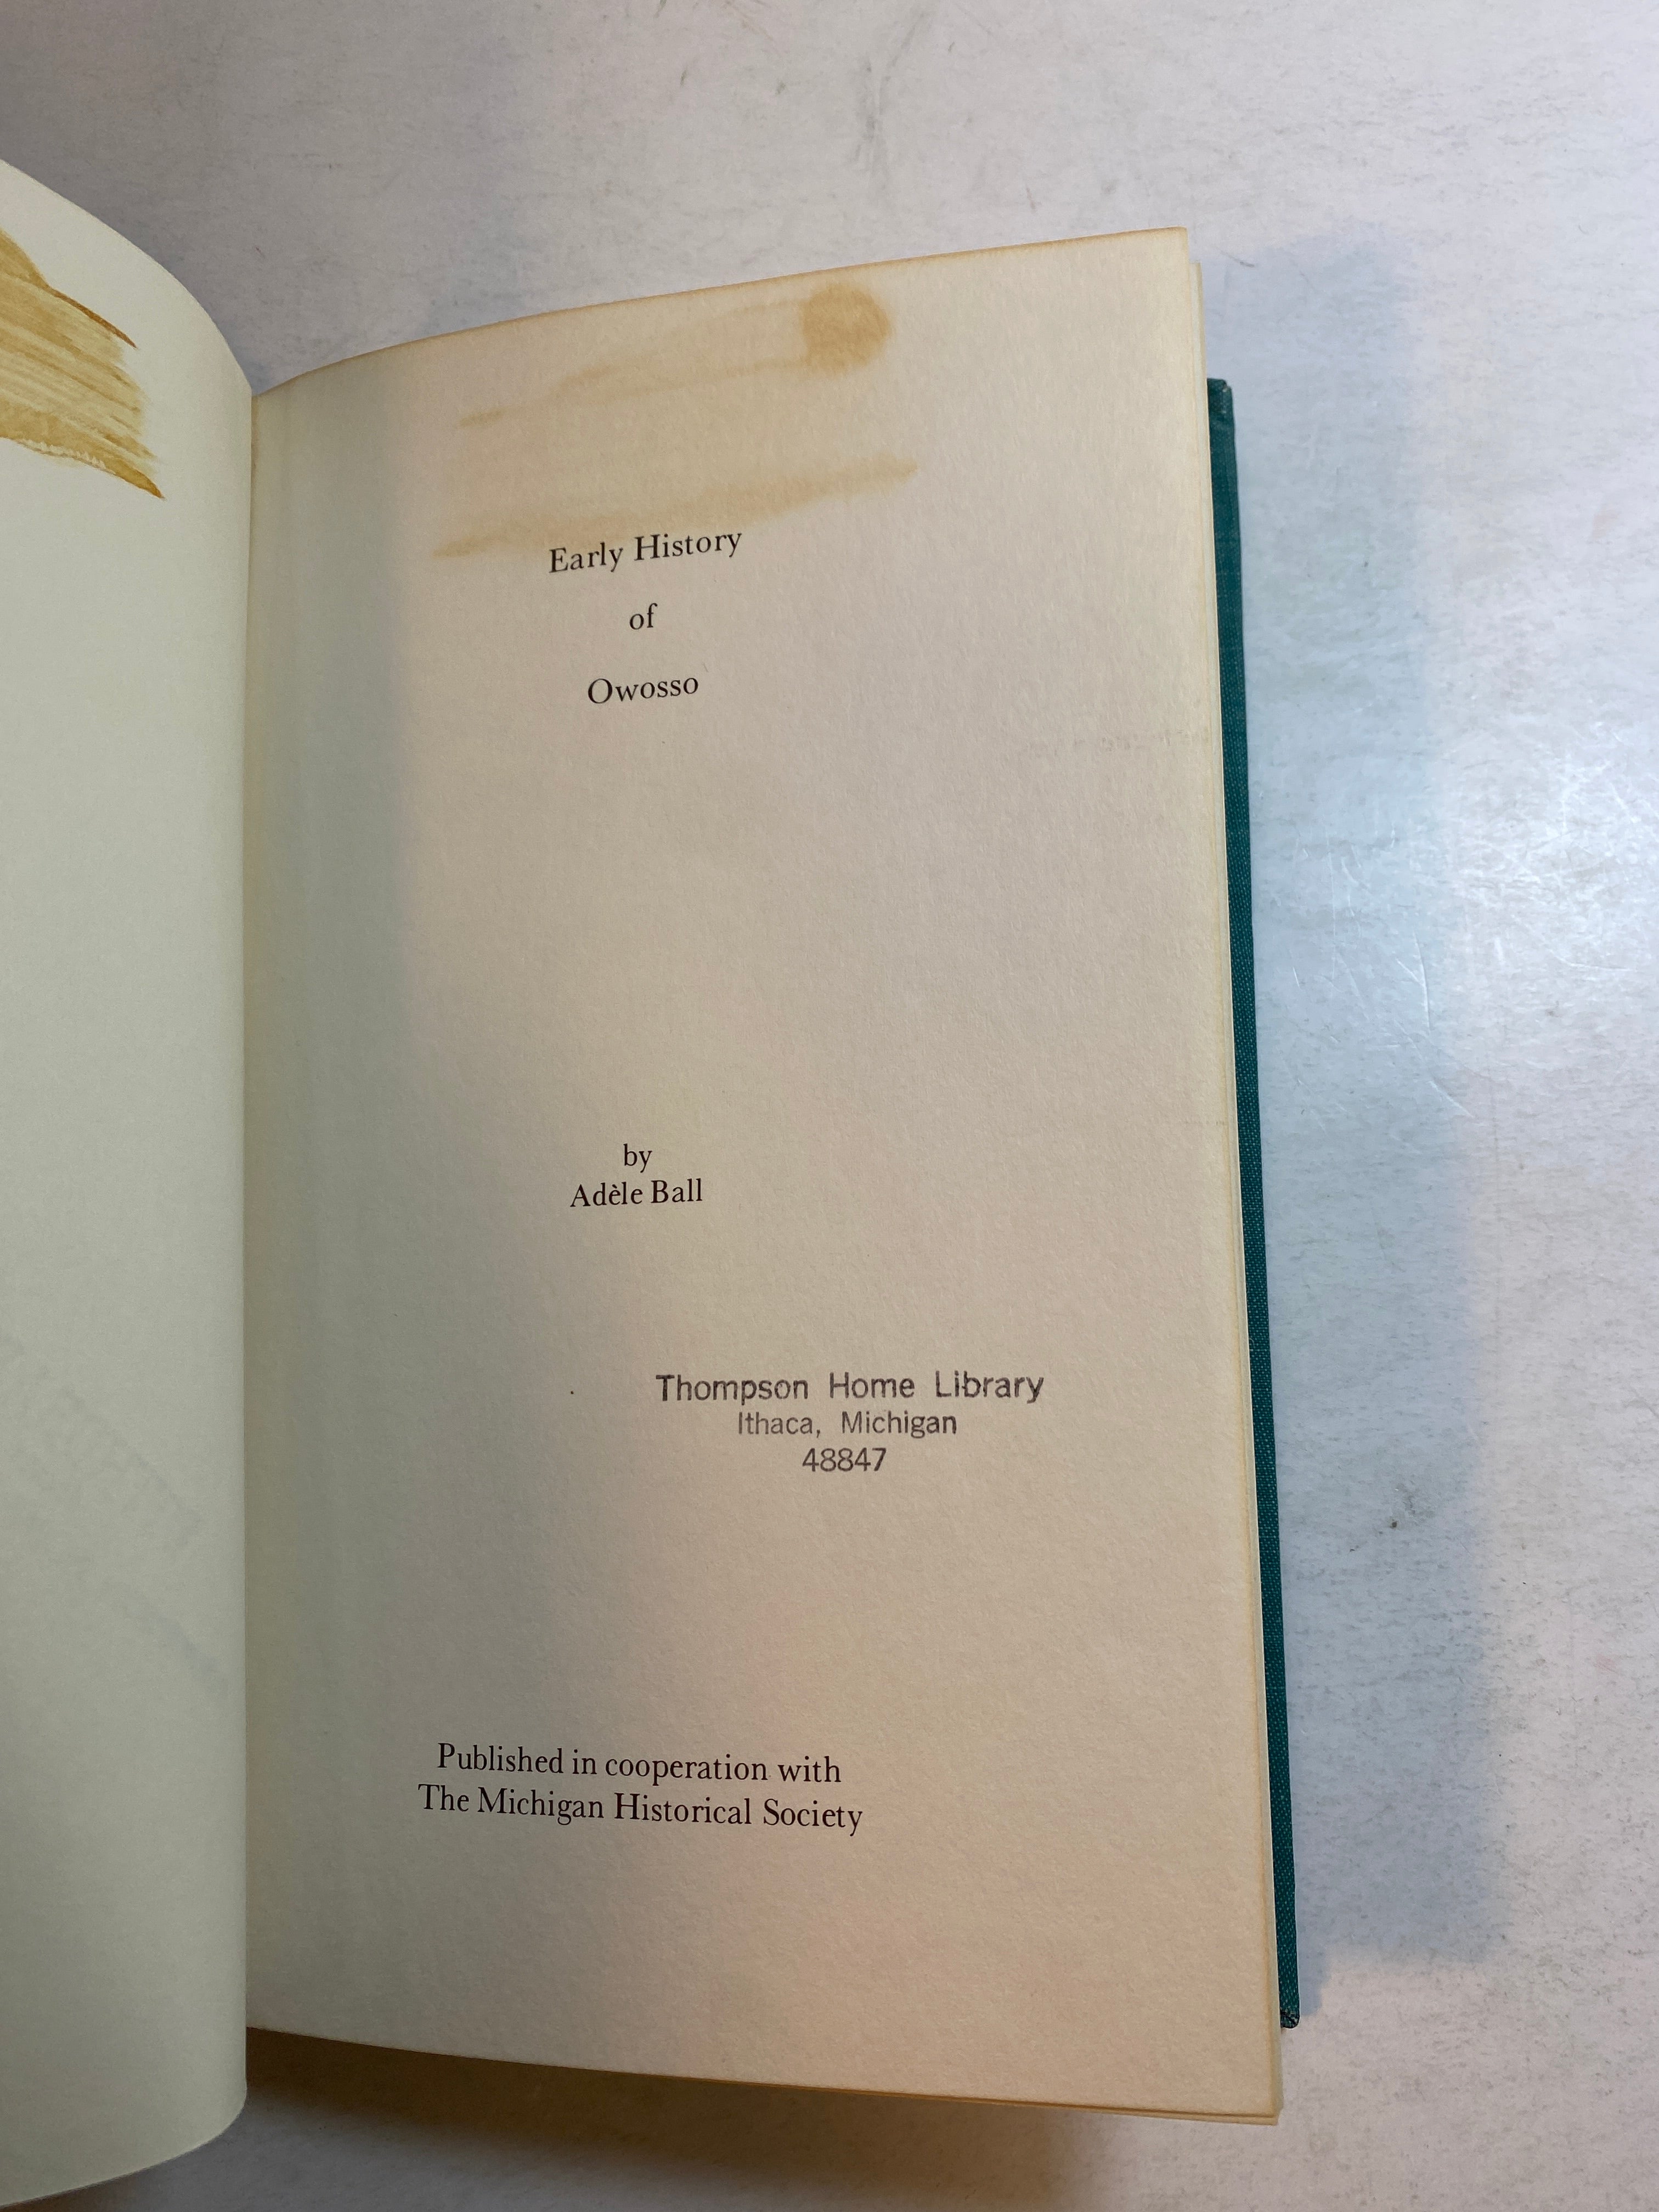 Early History
of
Owosso
by
Adèle Ball
Thompson Home Library
Ithaca, Michigan
48847
Published in cooperation with
The Michigan Historical Society